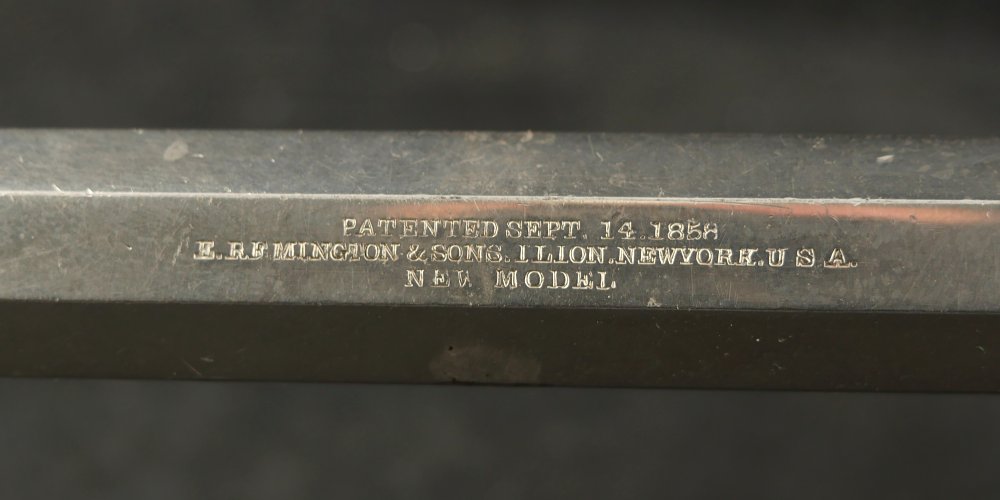 PATENTED SEPT. 14.1858
E. REMINGTON & SONS. ILION. NEWYORK. U S A.
NEW MODEL